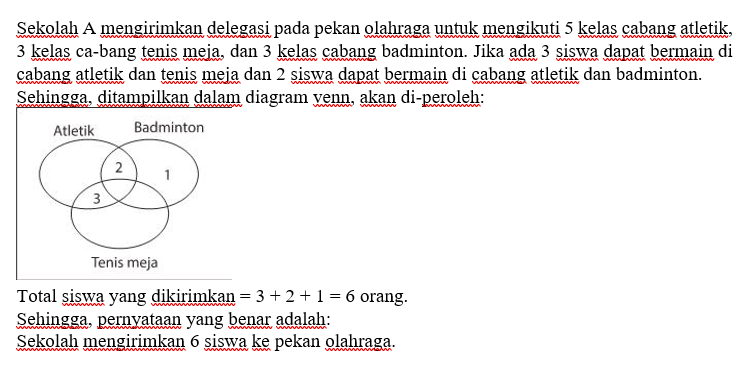 Sekolah A mengirimkan delegasi pada pekan olahraga untuk mengikuti 5 kelas cabang atletik,
3 kelas ca-bang tenis meja, dan 3 kelas cabang badminton. Jika ada 3 siswa dapat bermain di
cabang atletik dan tenis meja dan 2 siswa dapat bermain di cabang atletik dan badminton.
Sehingga, ditampilkan dalam diagram venn, akan di-peroleh:
Atletik Badminton
2
1
3
Tenis meja
Total siswa yang dikirimkan = 3 + 2 + 1 = 6 orang.
Sehingga, pernyataan yang benar adalah:
Sekolah mengirimkan 6 siswa ke pekan olahraga.